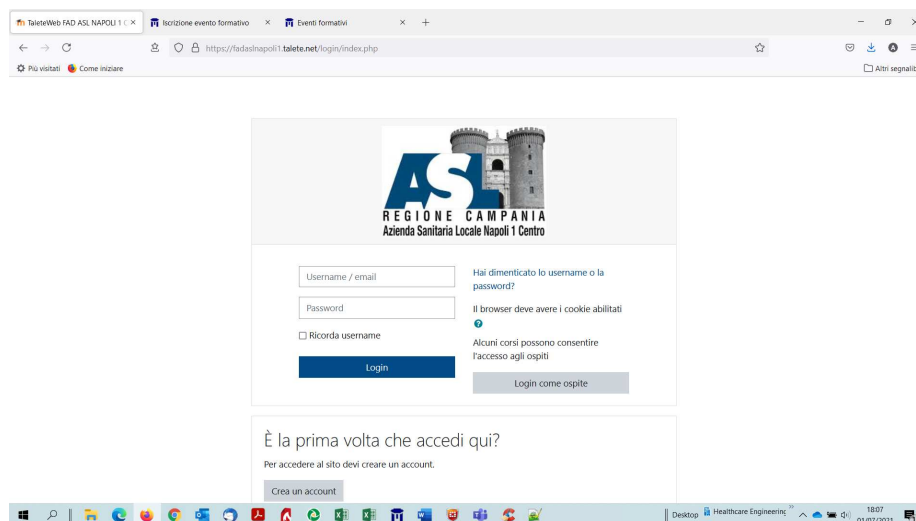 TaleteWeb FAD ASL NAPOLI 1 C
Iscrizione evento formativo
Eventi formativi
https://fadaslnapoli1.talete.net/login/index.php
Più visitati
Come iniziare
Altri segnalib
ASL
REGIONE CAMPANIA
Azienda Sanitaria Locale Napoli 1 Centro
Username / email
Password
Ricorda username
Login
Hai dimenticato lo username o la
password?
Il browser deve avere i cookie abilitati
Alcuni corsi possono consentire
l'accesso agli ospiti
Login come ospite
È la prima volta che accedi qui?
Per accedere al sito devi creare un account.
Crea un account
Desktop
Healthcare Engineering
18:07
01/07/2021